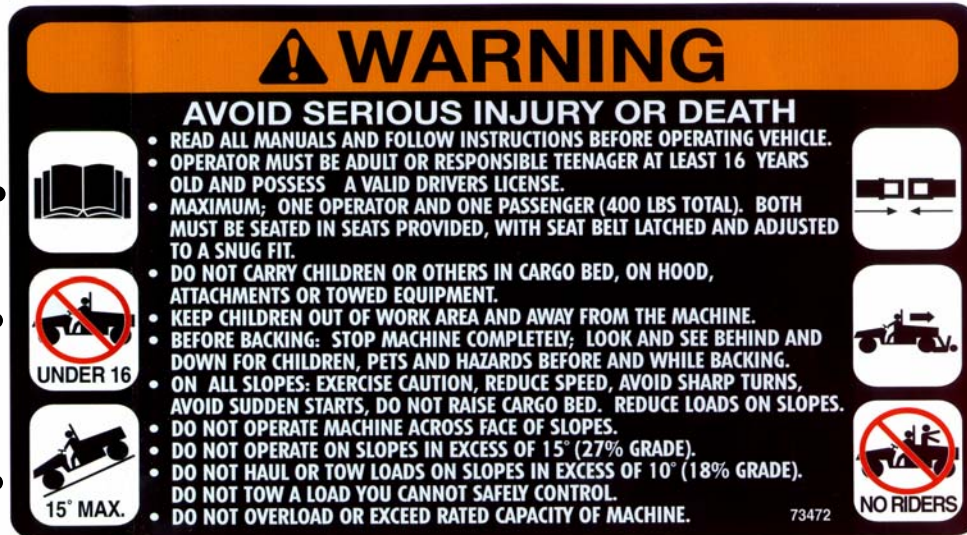 WARNING
AVOID SERIOUS INJURY OR DEATH
• READ ALL MANUALS AND FOLLOW INSTRUCTIONS BEFORE OPERATING VEHICLE.
• OPERATOR MUST BE ADULT OR RESPONSIBLE TEENAGER AT LEAST 16 YEARS
OLD AND POSSESS A VALID DRIVERS LICENSE.
• MAXIMUM; ONE OPERATOR AND ONE PASSENGER (400 LBS TOTAL). BOTH
MUST BE SEATED IN SEATS PROVIDED, WITH SEAT BELT LATCHED AND ADJUSTED
TO A SNUG FIT.
• DO NOT CARRY CHILDREN OR OTHERS IN CARGO BED, ON HOOD,
ATTACHMENTS OR TOWED EQUIPMENT.
• KEEP CHILDREN OUT OF WORK AREA AND AWAY FROM THE MACHINE.
• BEFORE BACKING: STOP MACHINE COMPLETELY; LOOK AND SEE BEHIND AND
DOWN FOR CHILDREN, PETS AND HAZARDS BEFORE AND WHILE BACKING.
• ON ALL SLOPES: EXERCISE CAUTION, REDUCE SPEED, AVOID SHARP TURNS,
AVOID SUDDEN STARTS, DO NOT RAISE CARGO BED. REDUCE LOADS ON SLOPES.
• DO NOT OPERATE MACHINE ACROSS FACE OF SLOPES.
• DO NOT OPERATE ON SLOPES IN EXCESS OF 15° (27% GRADE).
• DO NOT HAUL OR TOW LOADS ON SLOPES IN EXCESS OF 10° (18% GRADE).
DO NOT TOW A LOAD YOU CANNOT SAFELY CONTROL.
• DO NOT OVERLOAD OR EXCEED RATED CAPACITY OF MACHINE.
73472
UNDER 16
15° MAX.
NO RIDERS